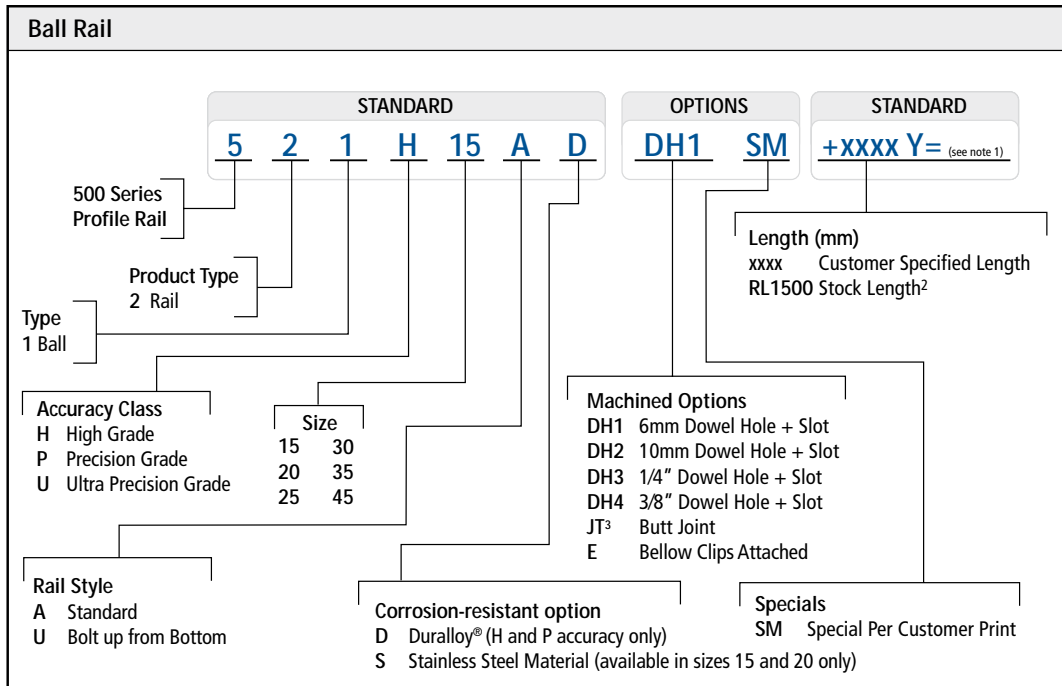 Ball Rail
STANDARD
OPTIONS
STANDARD
5 2 1 H 15 A D
DH1 SM
+xxxx Y= (see note 1)
500 Series
Profile Rail
Product Type
2 Rail
Type
1 Ball
Length (mm)
xxxx Customer Specified Length
RL1500 Stock Length²
Accuracy Class
H High Grade
P Precision Grade
U Ultra Precision Grade
Size
15 30
20 35
25 45
Machined Options
DH1 6mm Dowel Hole + Slot
DH2 10mm Dowel Hole + Slot
DH3 1/4” Dowel Hole + Slot
DH4 3/8” Dowel Hole + Slot
JT³ Butt Joint
E Bellow Clips Attached
Rail Style
A Standard
U Bolt up from Bottom
Corrosion-resistant option
D Duralloy® (H and P accuracy only)
S Stainless Steel Material (available in sizes 15 and 20 only)
Specials
SM Special Per Customer Print